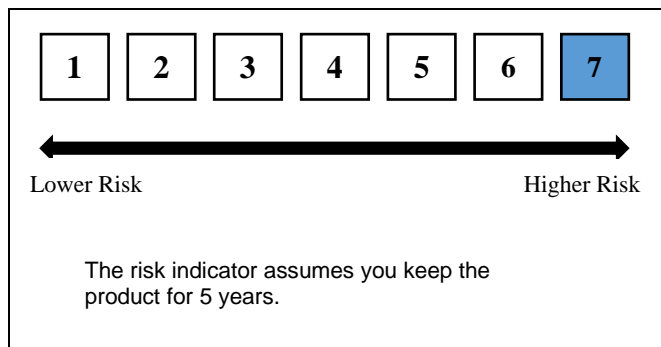 1 2 3 4 5 6 7
Lower Risk Higher Risk
The risk indicator assumes you keep the
product for 5 years.